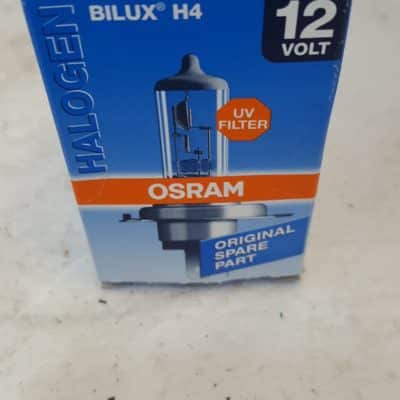 HALOGEN
BILUX® H4
12
VOLT
UV
FILTER
OSRAM
ORIGINAL
SPARE
PART